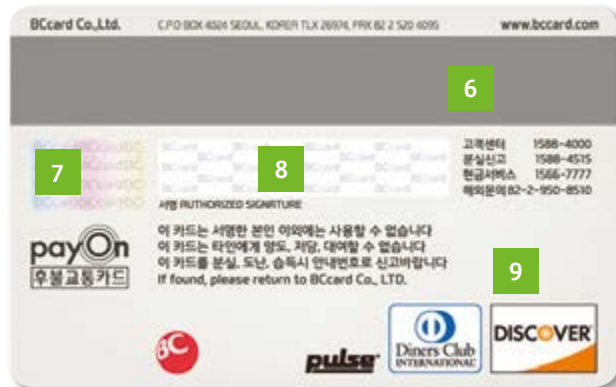 BCcard Co.,Ltd. C.P.O BOX 4024 SEOUL, KOREA TLX 26974, FAX 82 2 520 4095 www.bccard.com
6
7
8
고객센터 1588-4000
분실신고 1588-4515
현금서비스 1566-7777
해외문의 82-2-950-8510
서명 AUTHORIZED SIGNATURE
이 카드는 서명한 본인 이외에는 사용할 수 없습니다
이 카드는 타인에게 양도, 저당, 대여할 수 없습니다
이 카드를 분실, 도난, 습득시 안내번호로 신고바랍니다
If found, please return to BCcard Co., LTD.
payOn
후불교통카드
9
BC
pulse
Diners Club
INTERNATIONAL
DISCOVER